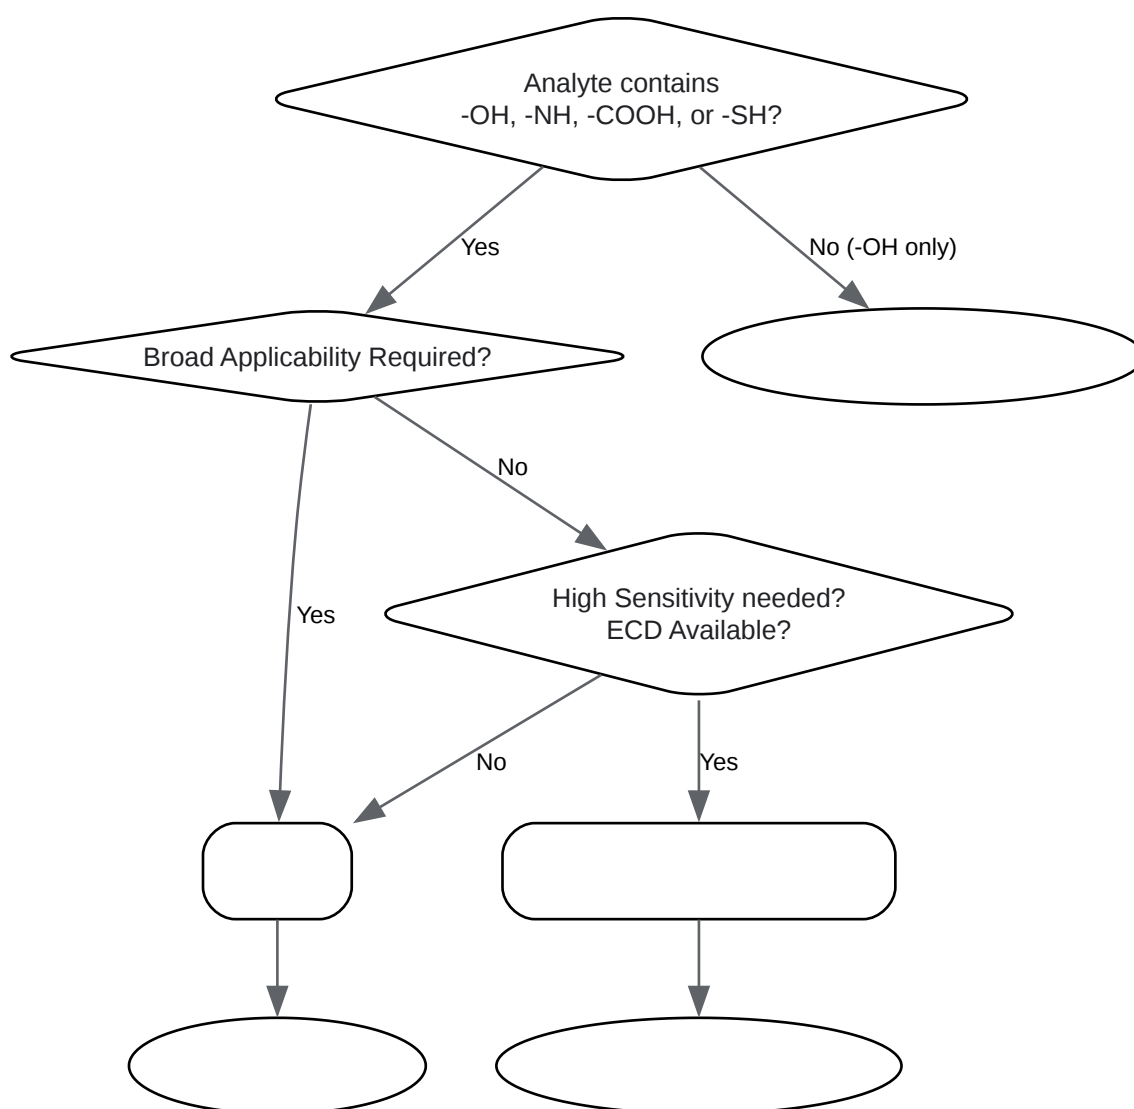 Analyte contains
-OH, -NH, -COOH, or -SH?
Yes
No (-OH only)
Broad Applicability Required?
No
Yes
High Sensitivity needed?
ECD Available?
No
Yes